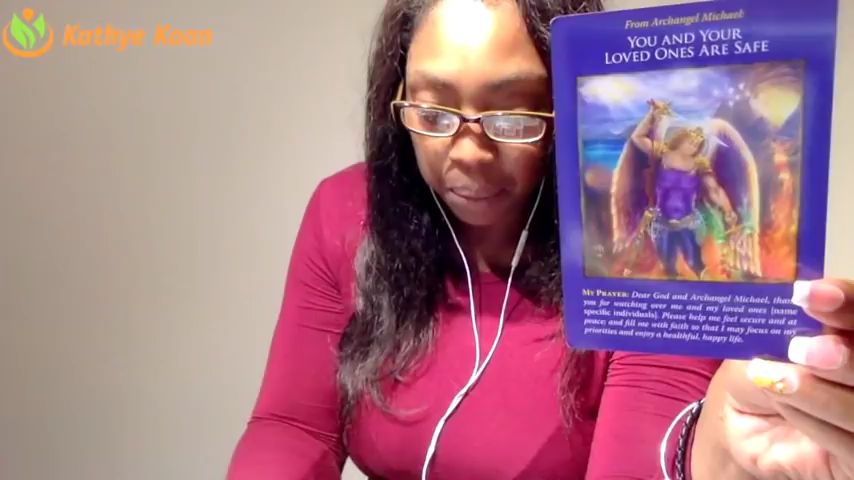 Kathye Kaan
From Archangel Michael:
YOU AND YOUR
LOVED ONES ARE SAFE
MY PRAYER: Dear God and Archangel Michael, thank
you for watching over me and my loved ones [name
specific individuals]. Please help me feel secure and at
peace; and fill me with faith so that I may focus on my
priorities and enjoy a healthful, happy life.